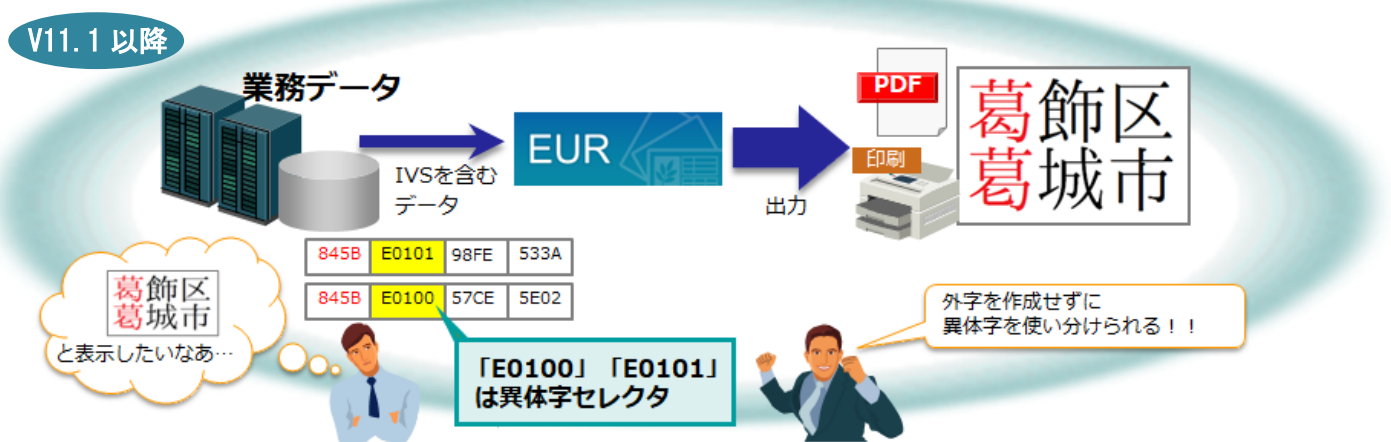 V11.1 以降
業務データ
IVSを含む
データ
EUR
出力
PDF
印刷
葛飾区
葛城市
845B E0101 98FE 533A
845B E0100 57CE 5E02
葛飾区
葛城市
と表示したいなあ…
「E0100」「E0101」
は異体字セレクタ
外字を作成せずに
異体字を使い分けられる！！